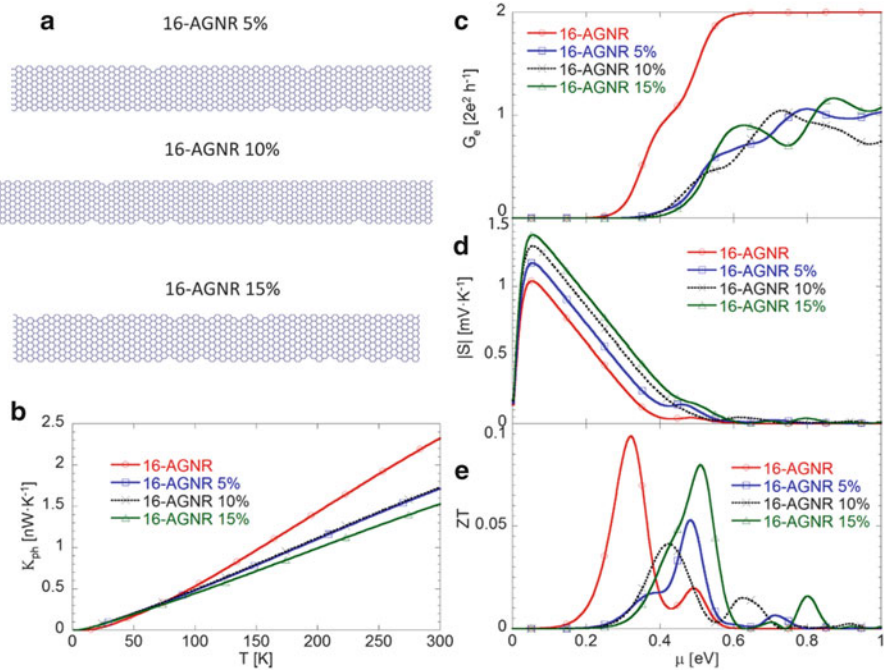 a
16-AGNR 5%
16-AGNR 10%
16-AGNR 15%
b
2.5
2
1.5
1
0.5
0
K_ph [nW·K⁻¹]
16-AGNR
16-AGNR 5%
16-AGNR 10%
16-AGNR 15%
0 50 100 150 200 250 300
T [K]
c
2
1
0
G_e [2e² h⁻¹]
16-AGNR
16-AGNR 5%
16-AGNR 10%
16-AGNR 15%
d
1.5
1
0.5
0
|S| [mV·K⁻¹]
16-AGNR
16-AGNR 5%
16-AGNR 10%
16-AGNR 15%
e
0.1
0.05
0
ZT
16-AGNR
16-AGNR 5%
16-AGNR 10%
16-AGNR 15%
0 0.2 0.4 0.6 0.8 1
μ [eV]